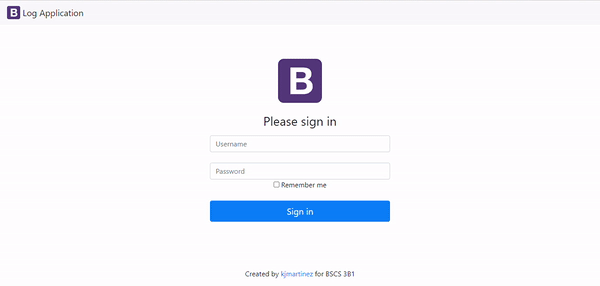 B Log Application
B
Please sign in
Username
Password
Remember me
Sign in
Created by kjmartinez for BSCS 3B1